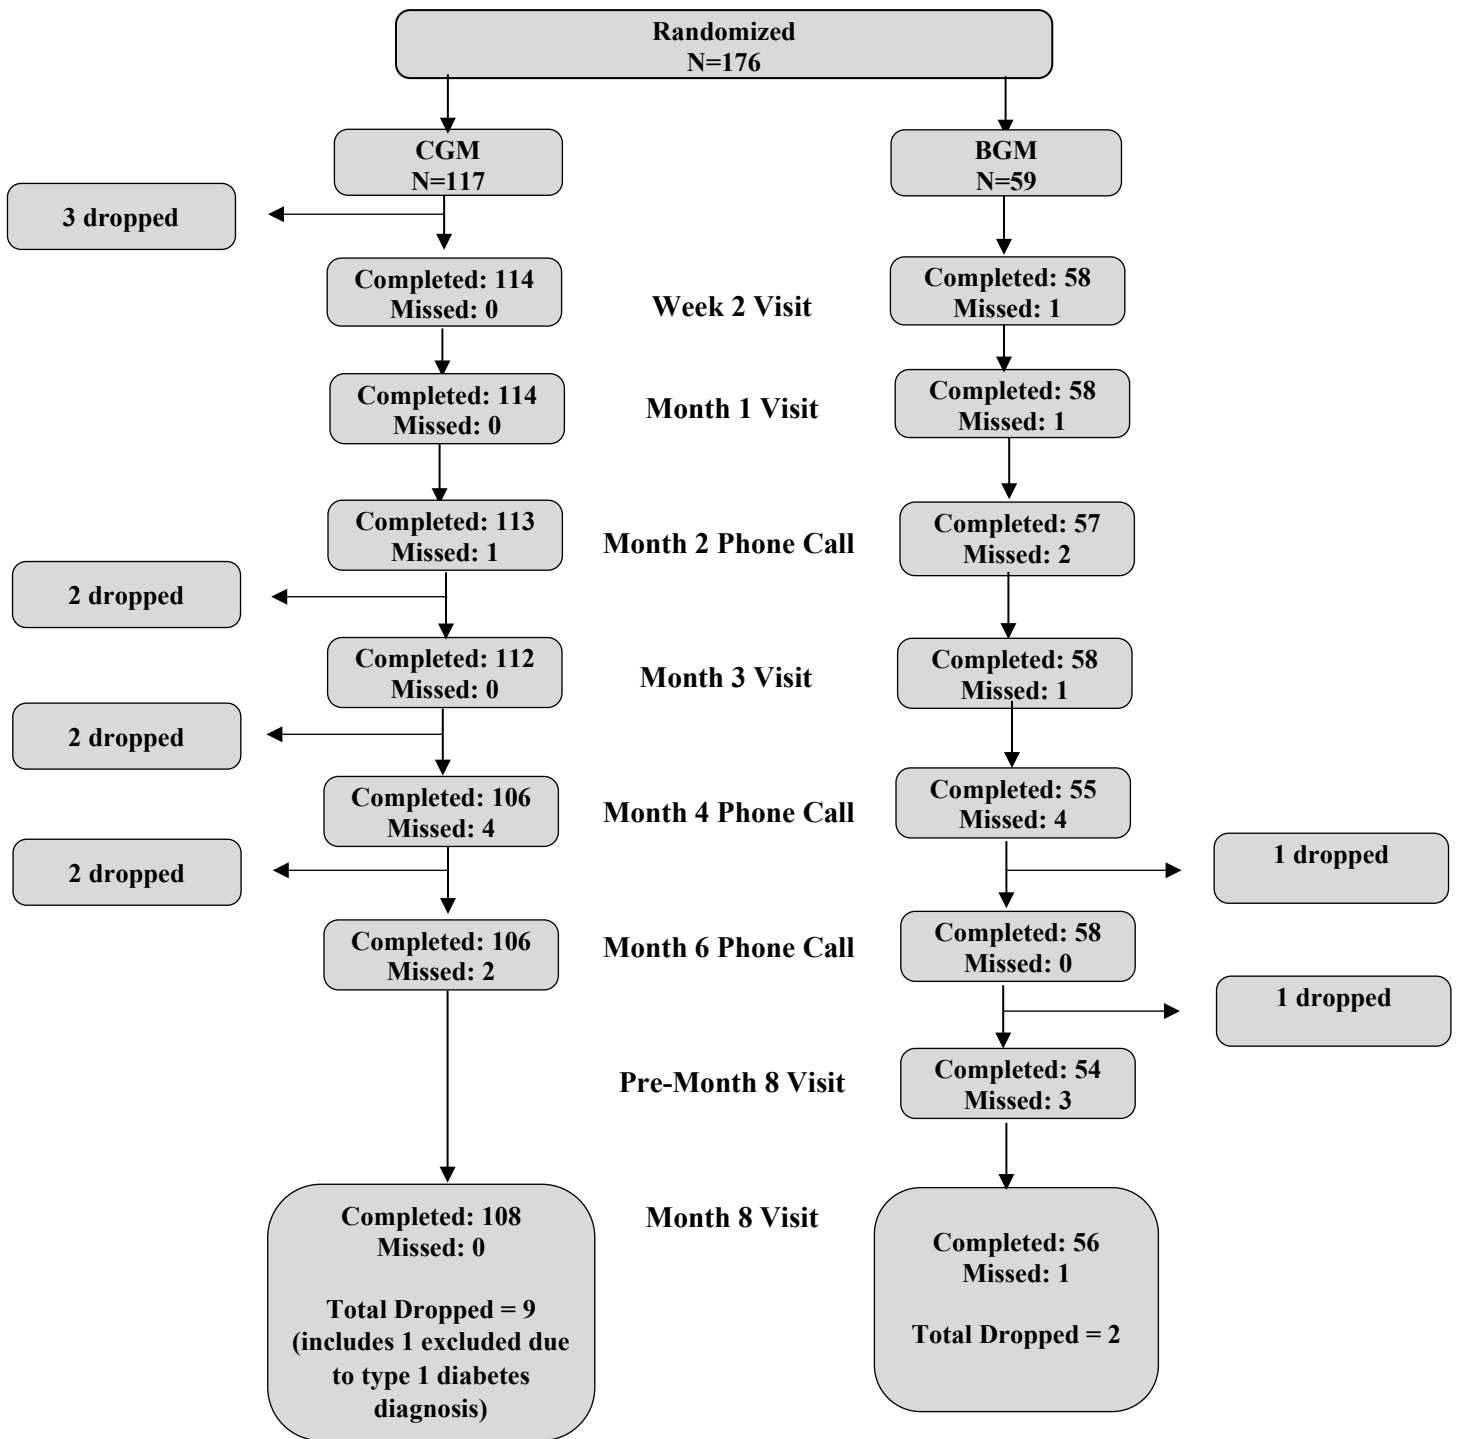 Randomized
N=176
CGM
N=117
BGM
N=59
3 dropped
Completed: 114
Missed: 0
Week 2 Visit
Completed: 58
Missed: 1
Completed: 114
Missed: 0
Month 1 Visit
Completed: 58
Missed: 1
Completed: 113
Missed: 1
Month 2 Phone Call
Completed: 57
Missed: 2
2 dropped
Completed: 112
Missed: 0
Month 3 Visit
Completed: 58
Missed: 1
2 dropped
Completed: 106
Missed: 4
Month 4 Phone Call
Completed: 55
Missed: 4
2 dropped
1 dropped
Completed: 106
Missed: 2
Month 6 Phone Call
Completed: 58
Missed: 0
1 dropped
Pre-Month 8 Visit
Completed: 54
Missed: 3
Completed: 108
Missed: 0
Total Dropped = 9
(includes 1 excluded due
to type 1 diabetes
diagnosis)
Month 8 Visit
Completed: 56
Missed: 1
Total Dropped = 2